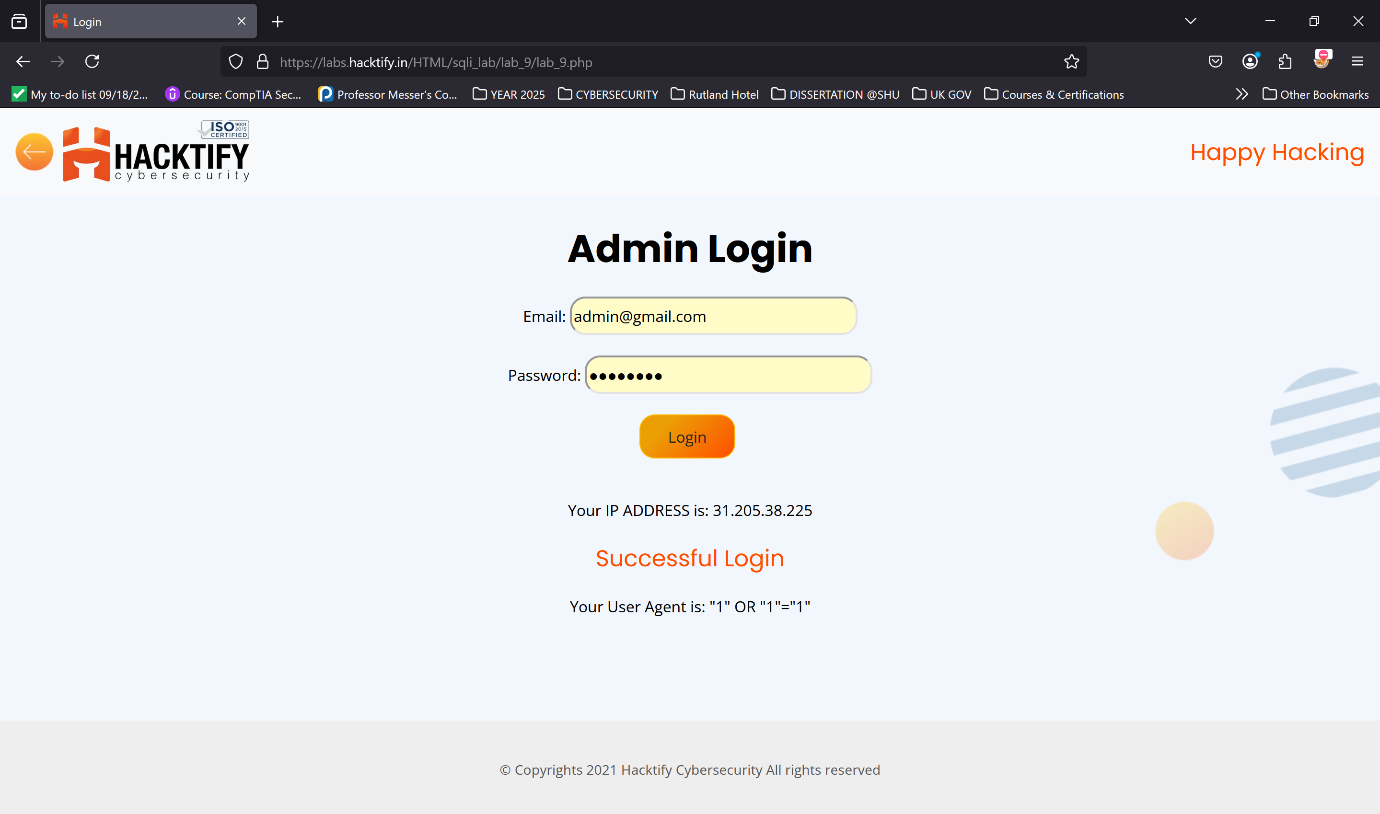 Login
https://labs.hacktify.in/HTML/sqli_lab/lab_9/lab_9.php
My to-do list 09/18/2... Course: CompTIA Sec... Professor Messer's Co... YEAR 2025 CYBERSECURITY Rutland Hotel DISSERTATION @SHU UK GOV Courses & Certifications Other Bookmarks
ISO 9001 2015
CERTIFIED
HACKTIFY
cybersecurity
Happy Hacking
Admin Login
Email: admin@gmail.com
Password: ●●●●●●●●
Login
Your IP ADDRESS is: 31.205.38.225
Successful Login
Your User Agent is: "1" OR "1"="1"
© Copyrights 2021 Hacktify Cybersecurity All rights reserved